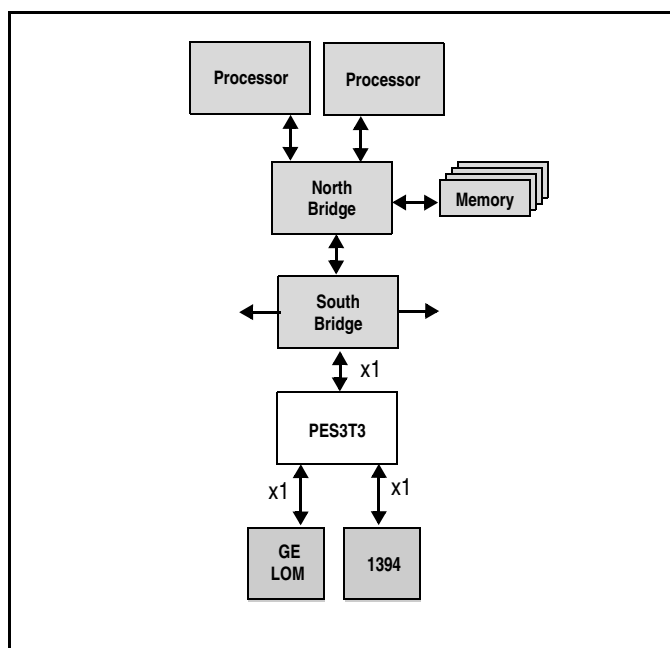 Processor
Processor
North
Bridge
Memory
South
Bridge
x1
PES3T3
x1
x1
GE
LOM
1394